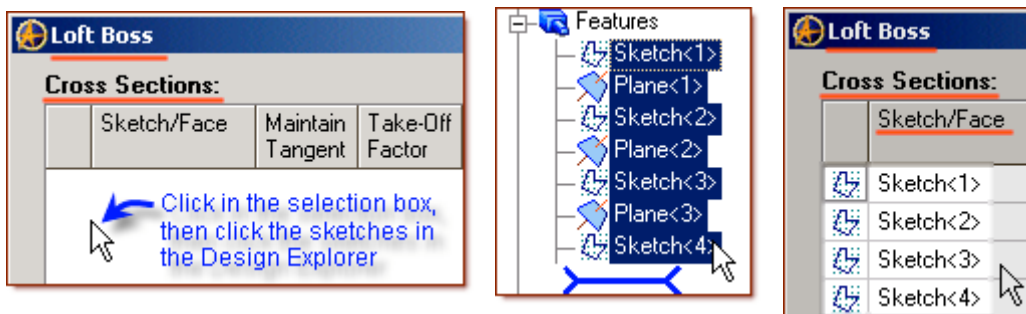 Loft Boss
Cross Sections:
Sketch/Face Maintain Tangent Take-Off Factor
Click in the selection box,
then click the sketches in
the Design Explorer
Features
Sketch<1>
Plane<1>
Sketch<2>
Plane<2>
Sketch<3>
Plane<3>
Sketch<4>
Loft Boss
Cross Sections:
Sketch/Face
Sketch<1>
Sketch<2>
Sketch<3>
Sketch<4>